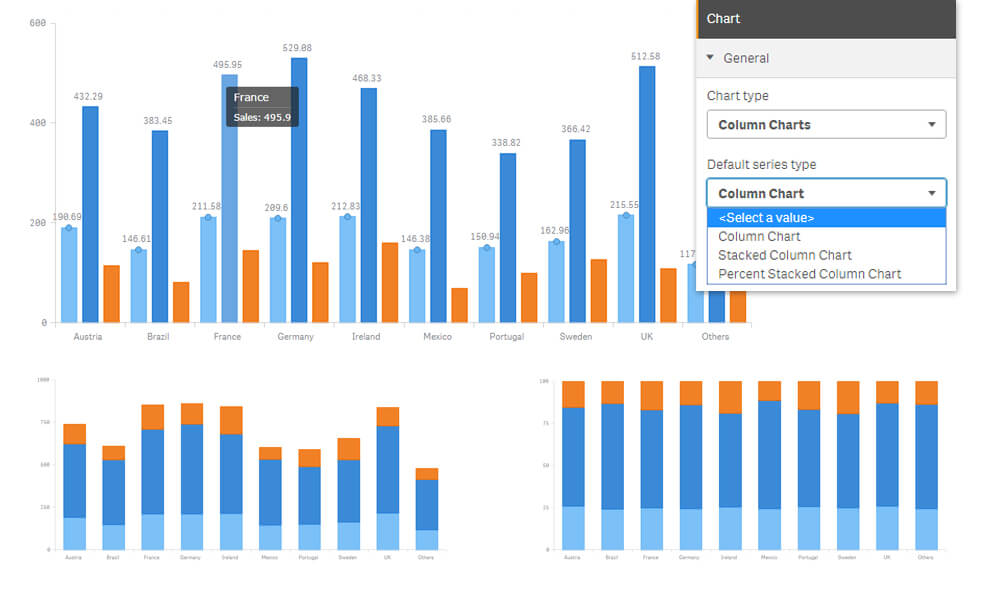 600
400
200
0
432.29
383.45
495.95
529.08
468.33
385.66
338.82
366.42
512.58
190.69
146.61
211.58
209.6
212.83
146.38
150.94
162.96
215.55
117
France
Sales: 495.9
Austria Brazil France Germany Ireland Mexico Portugal Sweden UK Others
Chart
General
Chart type
Column Charts
Default series type
Column Chart
<Select a value>
Column Chart
Stacked Column Chart
Percent Stacked Column Chart
1000
750
500
250
0
Austria Brazil France Germany Ireland Mexico Portugal Sweden UK Others
100
75
50
25
0
Austria Brazil France Germany Ireland Mexico Portugal Sweden UK Others